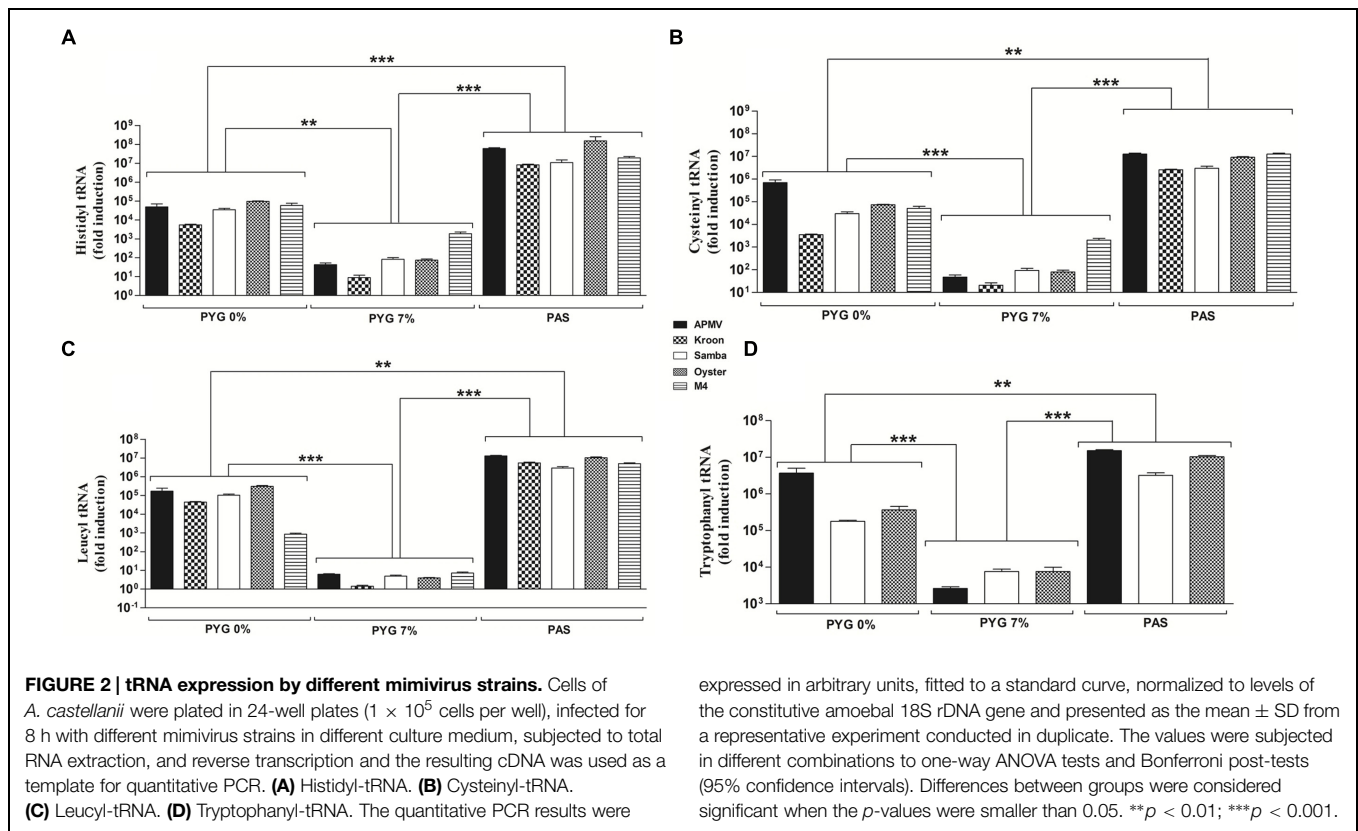 A
***
***
**
Histidyl tRNA
(fold induction)
10⁹
10⁸
10⁷
10⁶
10⁵
10⁴
10³
10²
10¹
10⁰
PYG 0%
PYG 7%
PAS
B
**
***
***
Cysteinyl tRNA
(fold induction)
10⁹
10⁸
10⁷
10⁶
10⁵
10⁴
10³
10²
10¹
PYG 0%
PYG 7%
PAS
APMV
Kroon
Samba
Oyster
M4
C
**
***
***
Leucyl tRNA
(fold induction)
10⁸
10⁷
10⁶
10⁵
10⁴
10³
10²
10¹
10⁰
10⁻¹
PYG 0%
PYG 7%
PAS
D
**
***
***
Tryptophanyl tRNA
(fold induction)
10⁸
10⁷
10⁶
10⁵
10⁴
10³
PYG 0%
PYG 7%
PAS
FIGURE 2 | tRNA expression by different mimivirus strains. Cells of
A. castellanii were plated in 24-well plates (1 × 10⁵ cells per well), infected for
8 h with different mimivirus strains in different culture medium, subjected to total
RNA extraction, and reverse transcription and the resulting cDNA was used as a
template for quantitative PCR. (A) Histidyl-tRNA. (B) Cysteinyl-tRNA.
(C) Leucyl-tRNA. (D) Tryptophanyl-tRNA. The quantitative PCR results were
expressed in arbitrary units, fitted to a standard curve, normalized to levels of
the constitutive amoebal 18S rDNA gene and presented as the mean ± SD from
a representative experiment conducted in duplicate. The values were subjected
in different combinations to one-way ANOVA tests and Bonferroni post-tests
(95% confidence intervals). Differences between groups were considered
significant when the p-values were smaller than 0.05. **p < 0.01; ***p < 0.001.